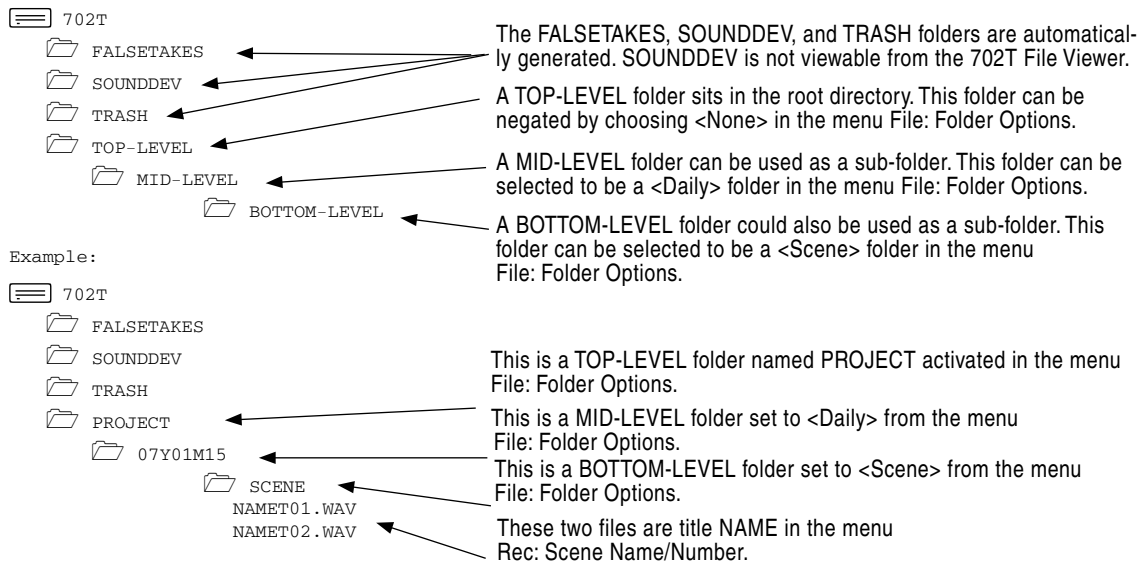 702T
FALSETAKES
SOUNDDEV
TRASH
TOP-LEVEL
MID-LEVEL
BOTTOM-LEVEL
The FALSETAKES, SOUNDDEV, and TRASH folders are automatical-
ly generated. SOUNDDEV is not viewable from the 702T File Viewer.
A TOP-LEVEL folder sits in the root directory. This folder can be
negated by choosing <None> in the menu File: Folder Options.
A MID-LEVEL folder can be used as a sub-folder. This folder can be
selected to be a <Daily> folder in the menu File: Folder Options.
A BOTTOM-LEVEL folder could also be used as a sub-folder. This
folder can be selected to be a <Scene> folder in the menu
File: Folder Options.
Example:
702T
FALSETAKES
SOUNDDEV
TRASH
PROJECT
07Y01M15
SCENE
NAMET01.WAV
NAMET02.WAV
This is a TOP-LEVEL folder named PROJECT activated in the menu
File: Folder Options.
This is a MID-LEVEL folder set to <Daily> from the menu
File: Folder Options.
This is a BOTTOM-LEVEL folder set to <Scene> from the menu
File: Folder Options.
These two files are title NAME in the menu
Rec: Scene Name/Number.